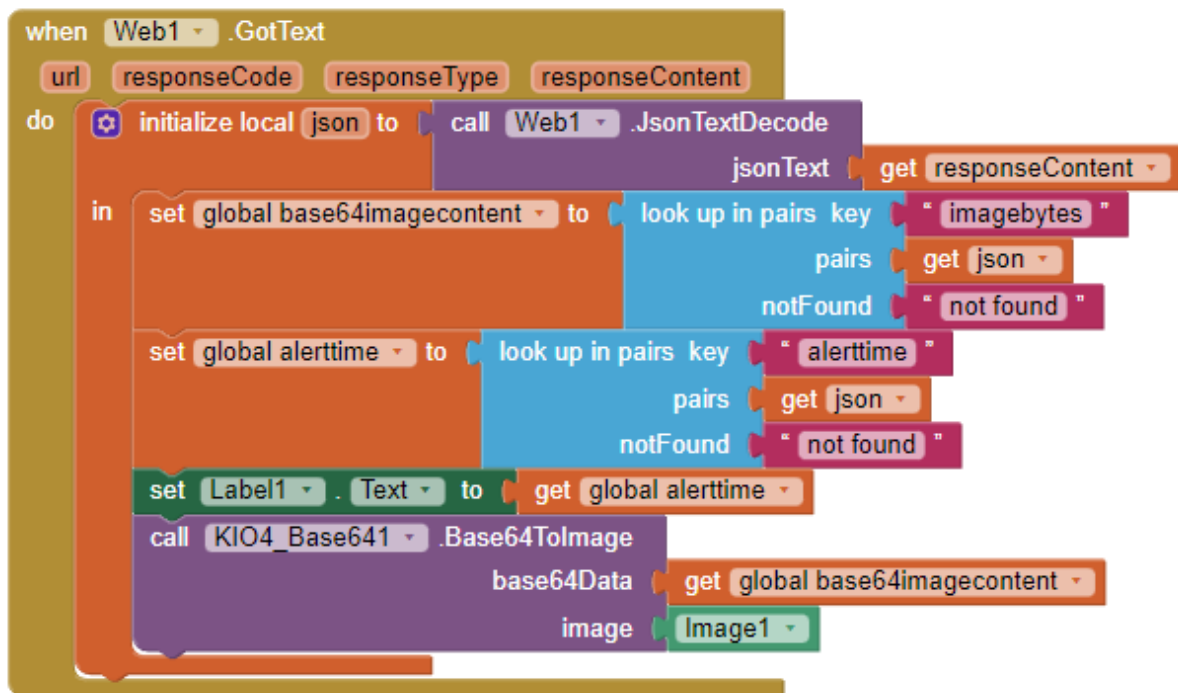 when Web1 .GotText
url responseCode responseType responseContent
do initialize local json to call Web1 .JsonTextDecode
jsonText get responseContent
in set global base64imagecontent to look up in pairs key " imagebytes "
pairs get json
notFound " not found "
set global alerttime to look up in pairs key " alerttime "
pairs get json
notFound " not found "
set Label1 . Text to get global alerttime
call KIO4_Base641 .Base64ToImage
base64Data get global base64imagecontent
image Image1